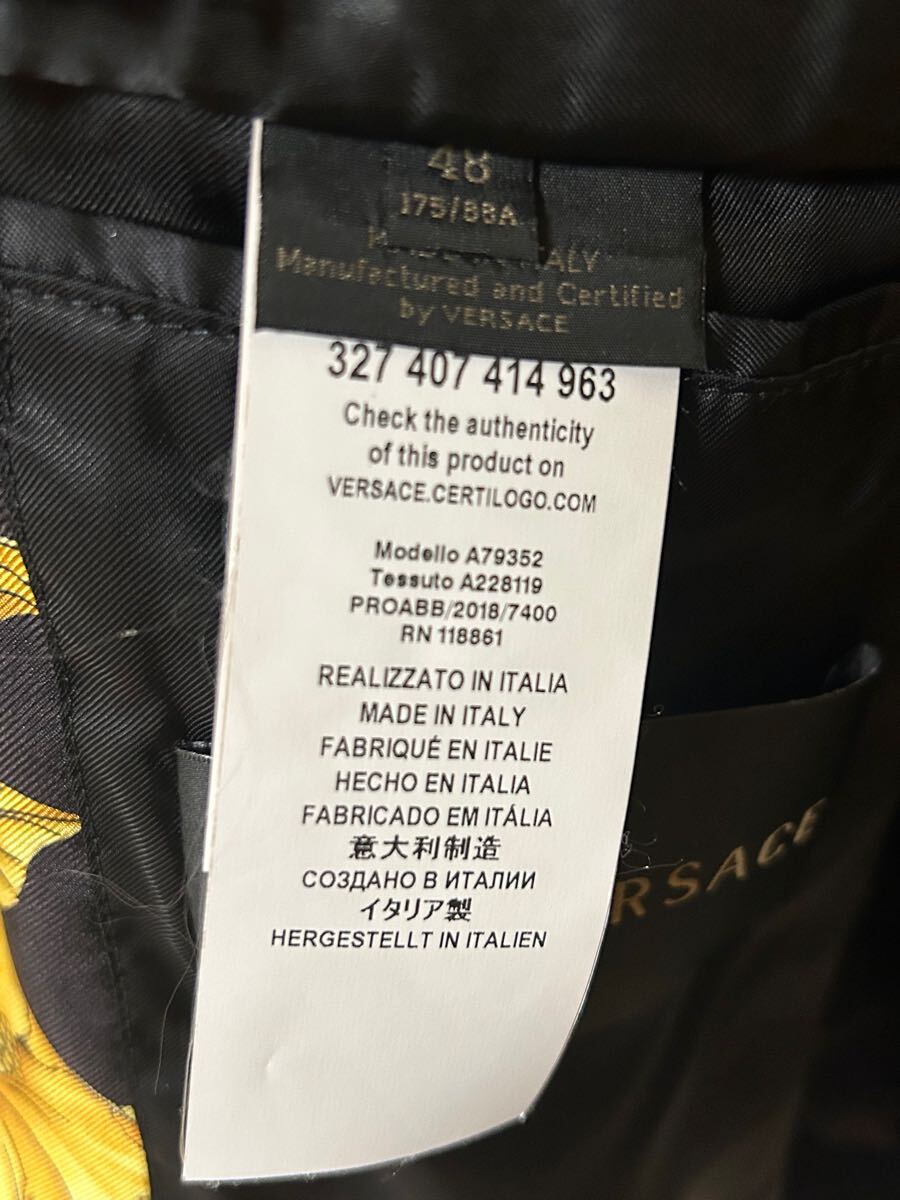 48
175/88A
ALY
Manufactured and Certified
by VERSACE
327 407 414 963
Check the authenticity
of this product on
VERSACE.CERTILOGO.COM
Modello A79352
Tessuto A228119
PROABB/2018/7400
RN 118861
REALIZZATO IN ITALIA
MADE IN ITALY
FABRIQUÉ EN ITALIE
HECHO EN ITALIA
FABRICADO EM ITÁLIA
意大利制造
СОЗДАНО В ИТАЛИИ
イタリア製
HERGESTELLT IN ITALIEN
RSACE